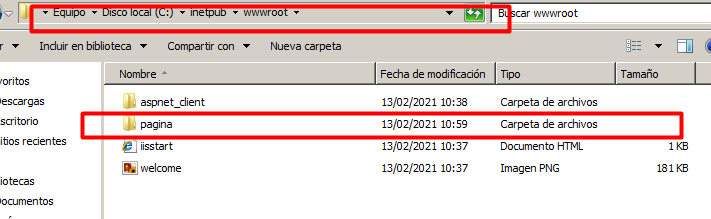 Equipo Disco local (C:) inetpub wwwroot Buscar wwwroot
Incluir en biblioteca Compartir con Nueva carpeta
Nombre Fecha de modificación Tipo Tamaño
aspnet_client 13/02/2021 10:38 Carpeta de archivos
pagina 13/02/2021 10:59 Carpeta de archivos
iisstart 13/02/2021 10:37 Documento HTML 1 KB
welcome 13/02/2021 10:37 Imagen PNG 181 KB
avoritos
Descargas
scritorio
itios recientes
liotecas
Documentos